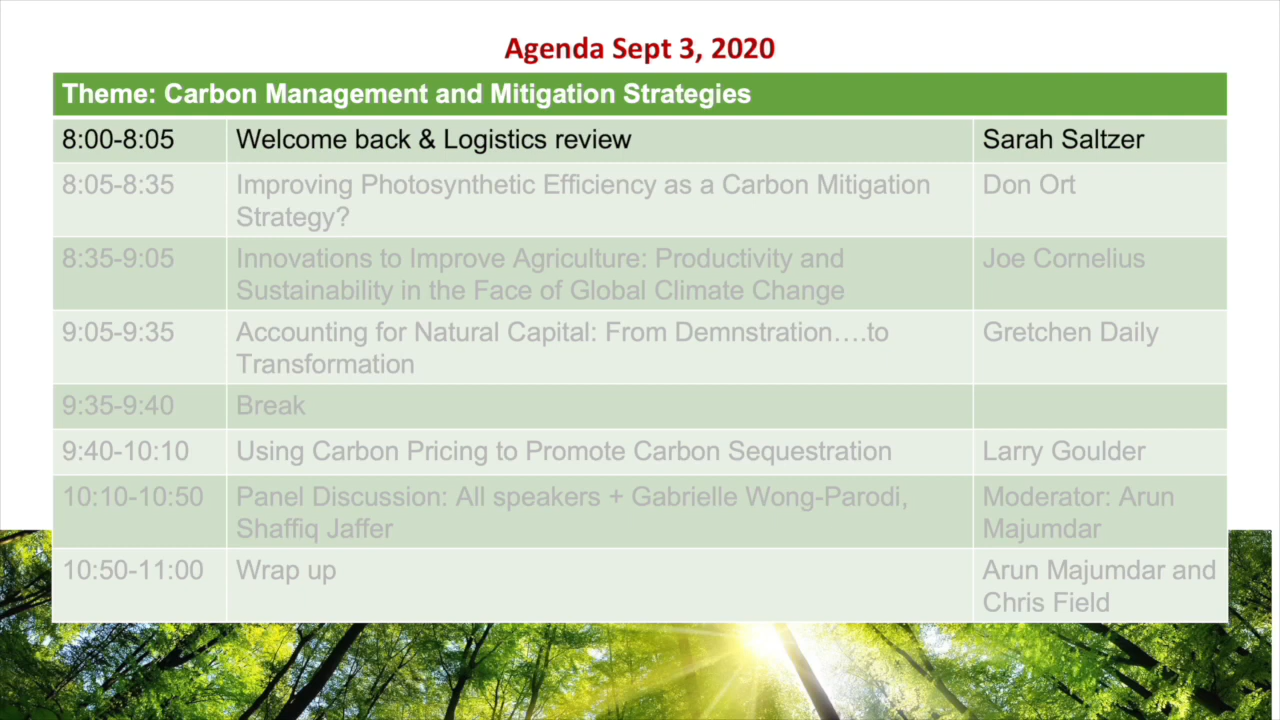 Agenda Sept 3, 2020
Theme: Carbon Management and Mitigation Strategies
8:00-8:05 Welcome back & Logistics review Sarah Saltzer
8:05-8:35 Improving Photosynthetic Efficiency as a Carbon Mitigation Don Ort
Strategy?
8:35-9:05 Innovations to Improve Agriculture: Productivity and Joe Cornelius
Sustainability in the Face of Global Climate Change
9:05-9:35 Accounting for Natural Capital: From Demnstration....to Gretchen Daily
Transformation
9:35-9:40 Break
9:40-10:10 Using Carbon Pricing to Promote Carbon Sequestration Larry Goulder
10:10-10:50 Panel Discussion: All speakers + Gabrielle Wong-Parodi, Moderator: Arun
Shaffiq Jaffer Majumdar
10:50-11:00 Wrap up Arun Majumdar and
Chris Field